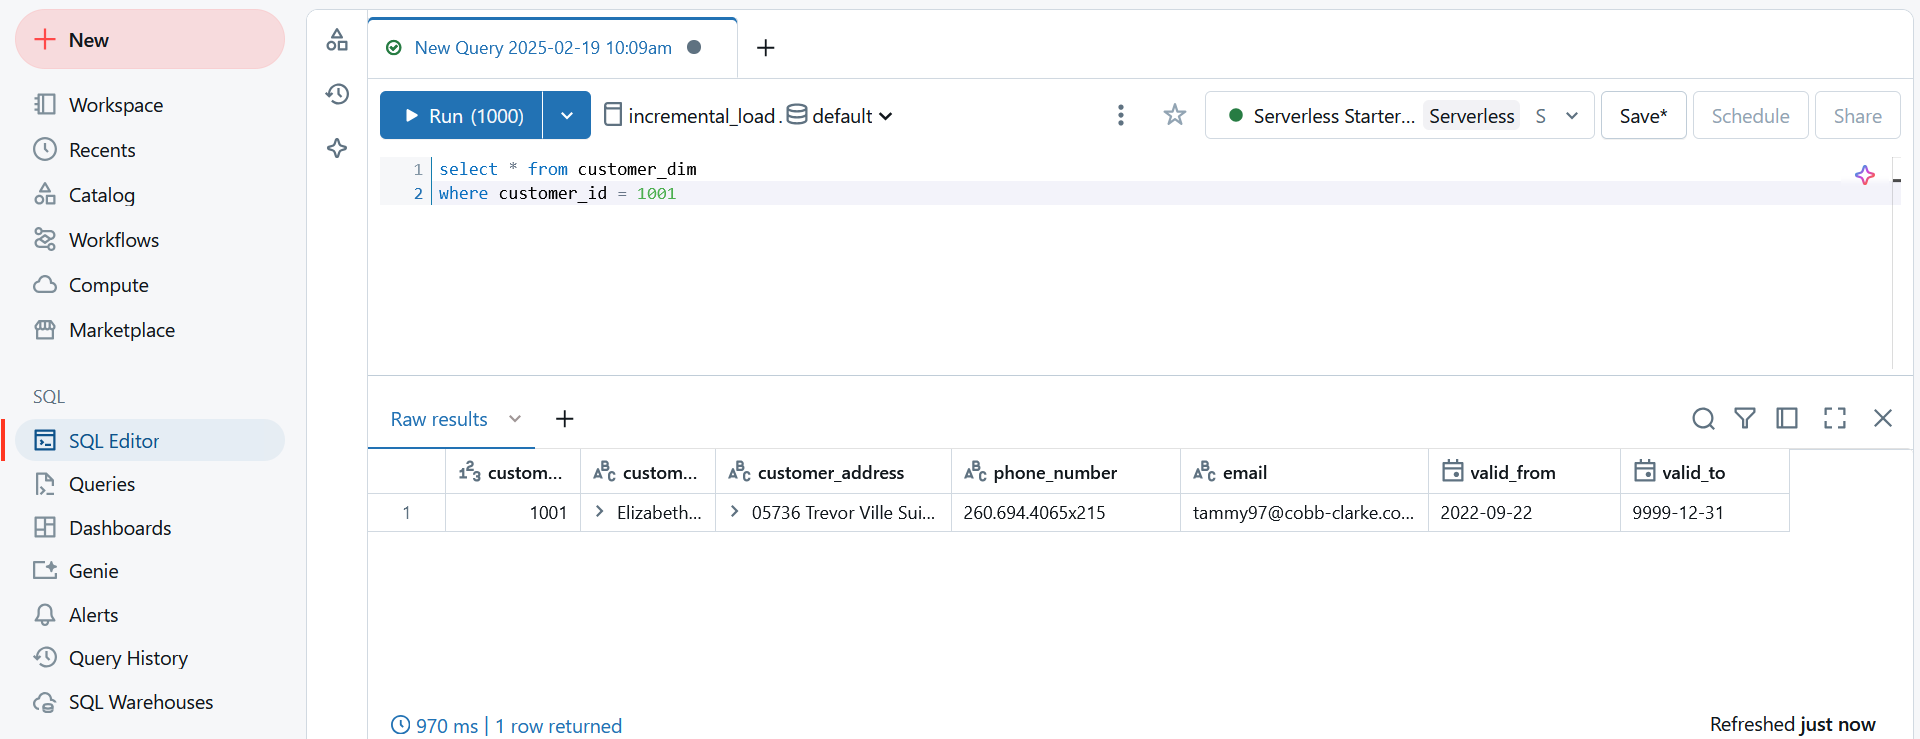 New
Workspace
Recents
Catalog
Workflows
Compute
Marketplace
SQL
SQL Editor
Queries
Dashboards
Genie
Alerts
Query History
SQL Warehouses
New Query 2025-02-19 10:09am
Run (1000)
incremental_load. default
Serverless Starter... Serverless S
Save*
Schedule
Share
1 select * from customer_dim
2 where customer_id = 1001
Raw results
custom... custom... customer_address phone_number email valid_from valid_to
1 1001 Elizabeth... 05736 Trevor Ville Sui... 260.694.4065x215 tammy97@cobb-clarke.co... 2022-09-22 9999-12-31
970 ms | 1 row returned
Refreshed just now